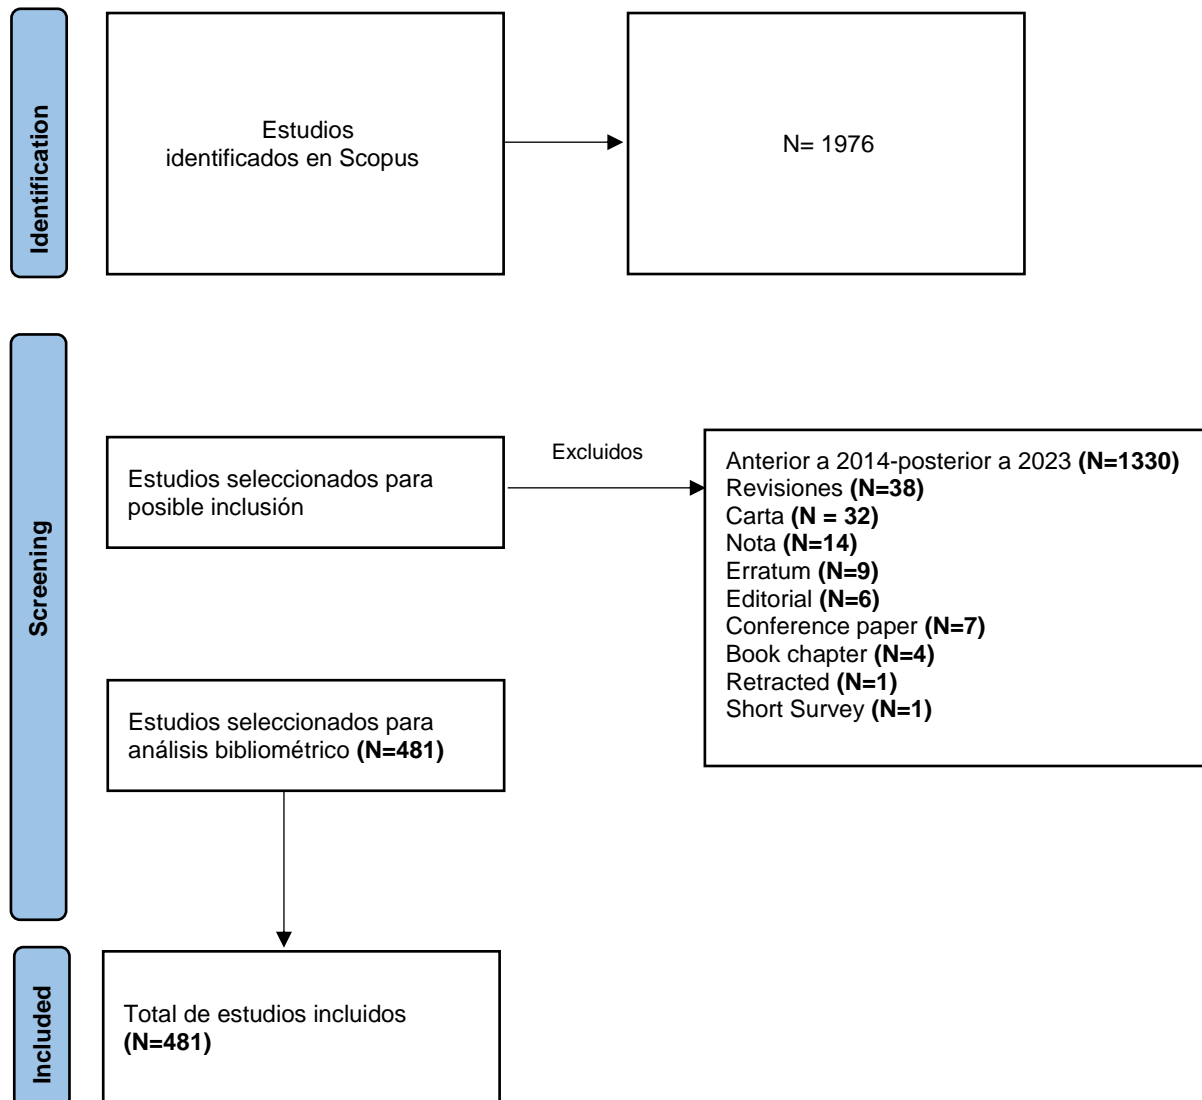 Identification
Estudios
identificados en Scopus
N= 1976
Screening
Estudios seleccionados para
posible inclusión
Excluidos
Anterior a 2014-posterior a 2023 (N=1330)
Revisiones (N=38)
Carta (N = 32)
Nota (N=14)
Erratum (N=9)
Editorial (N=6)
Conference paper (N=7)
Book chapter (N=4)
Retracted (N=1)
Short Survey (N=1)
Estudios seleccionados para
análisis bibliométrico (N=481)
Included
Total de estudios incluidos
(N=481)